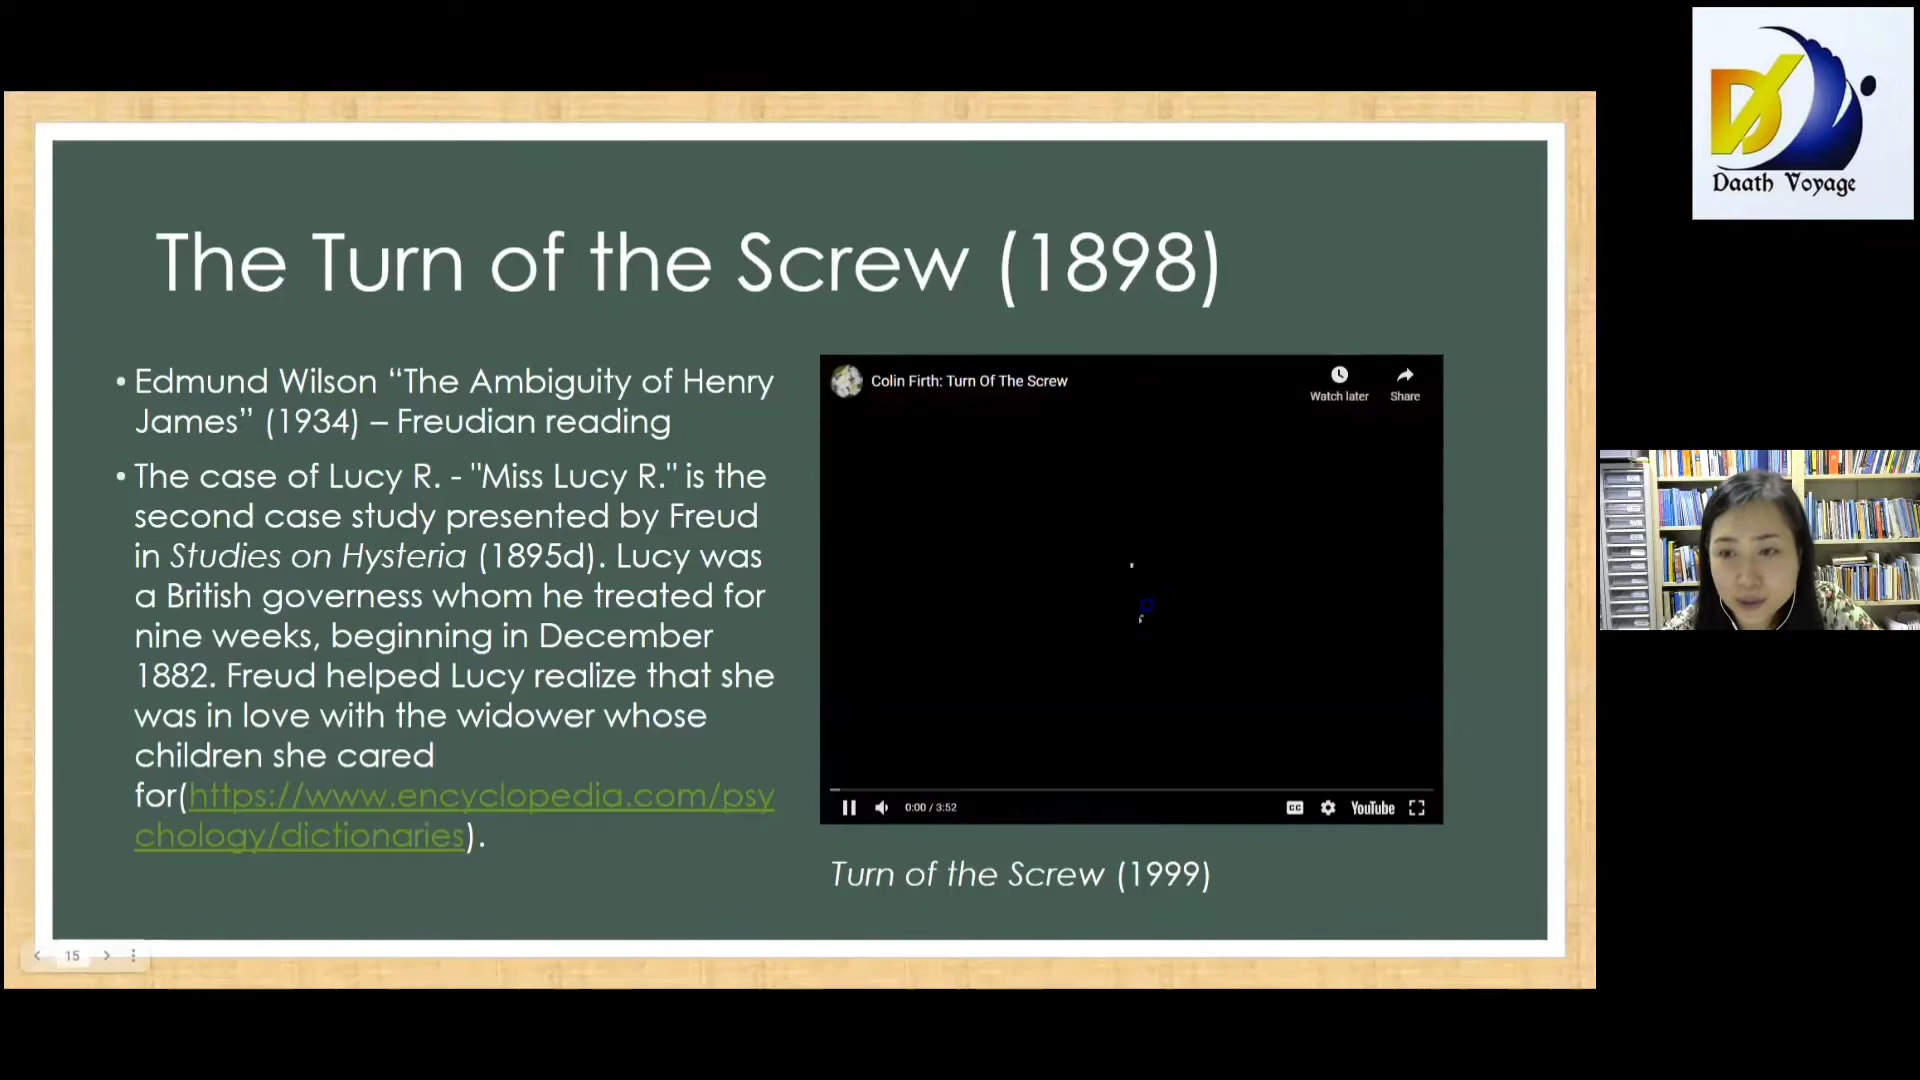 Daath Voyage
The Turn of the Screw (1898)
• Edmund Wilson “The Ambiguity of Henry
James” (1934) – Freudian reading
• The case of Lucy R. - "Miss Lucy R." is the
second case study presented by Freud
in Studies on Hysteria (1895d). Lucy was
a British governess whom he treated for
nine weeks, beginning in December
1882. Freud helped Lucy realize that she
was in love with the widower whose
children she cared
for(https://www.encyclopedia.com/psy
chology/dictionaries).
Colin Firth: Turn Of The Screw
Watch later
Share
0:00 / 3:52
CC
YouTube
Turn of the Screw (1999)
15